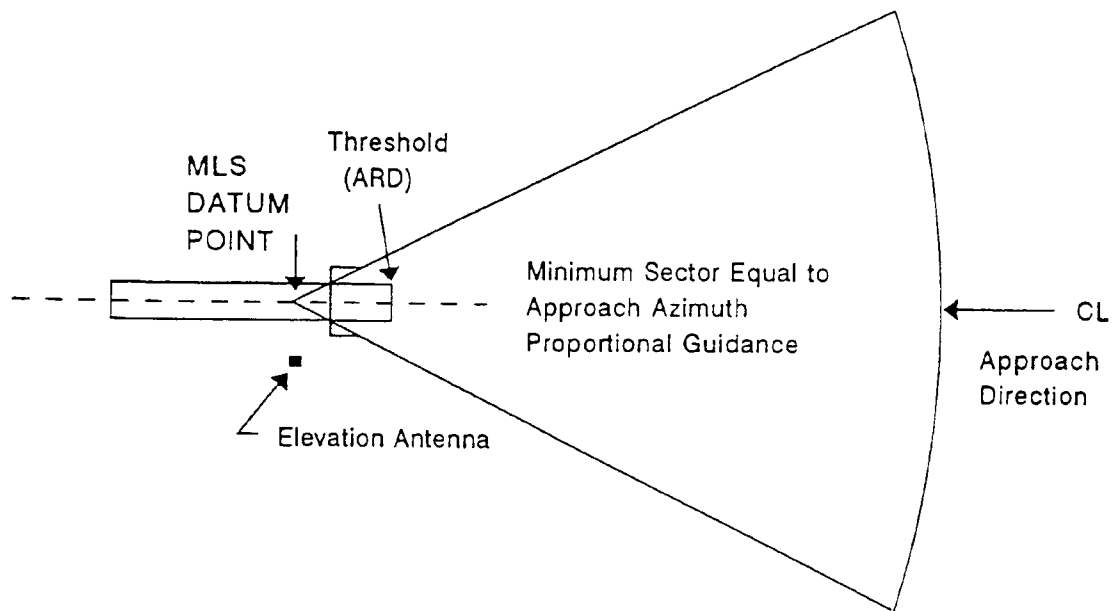 Threshold
(ARD)
MLS
DATUM
POINT
Minimum Sector Equal to
Approach Azimuth
Proportional Guidance
CL
Approach
Direction
Elevation Antenna